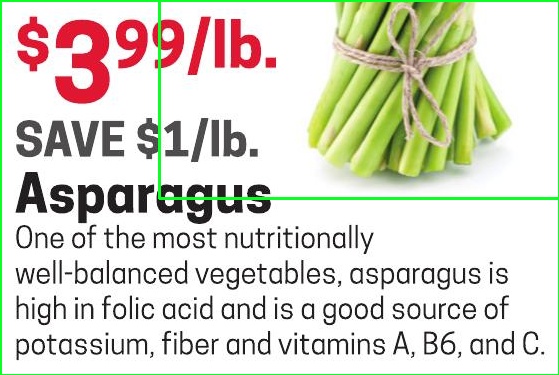 $3.99/lb.
SAVE $1/lb.
Asparagus
One of the most nutritionally
well-balanced vegetables, asparagus is
high in folic acid and is a good source of
potassium, fiber and vitamins A, B6, and C.